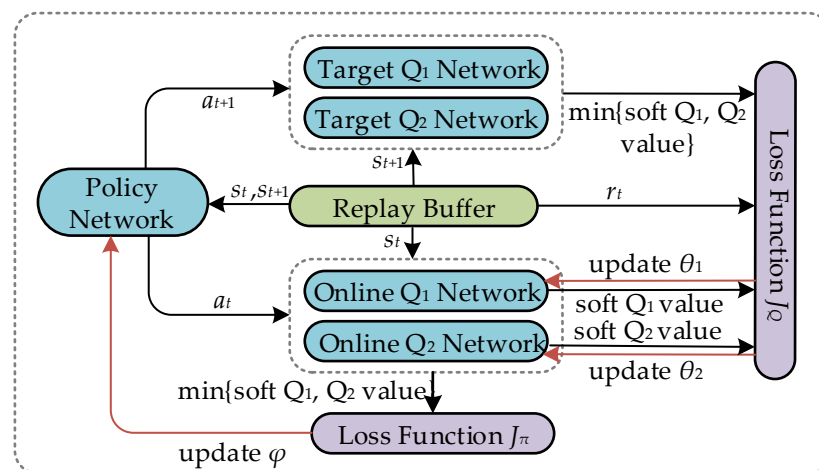 Target Q₁ Network
Target Q₂ Network
aₜ₊₁
min{soft Q₁, Q₂
value}
sₜ₊₁
Policy
Network
sₜ,sₜ₊₁
Replay Buffer
rₜ
Loss Function J_Q
sₜ
update θ₁
Online Q₁ Network
soft Q₁ value
aₜ
soft Q₂ value
Online Q₂ Network
update θ₂
min{soft Q₁, Q₂ value}
Loss Function J_π
update φ